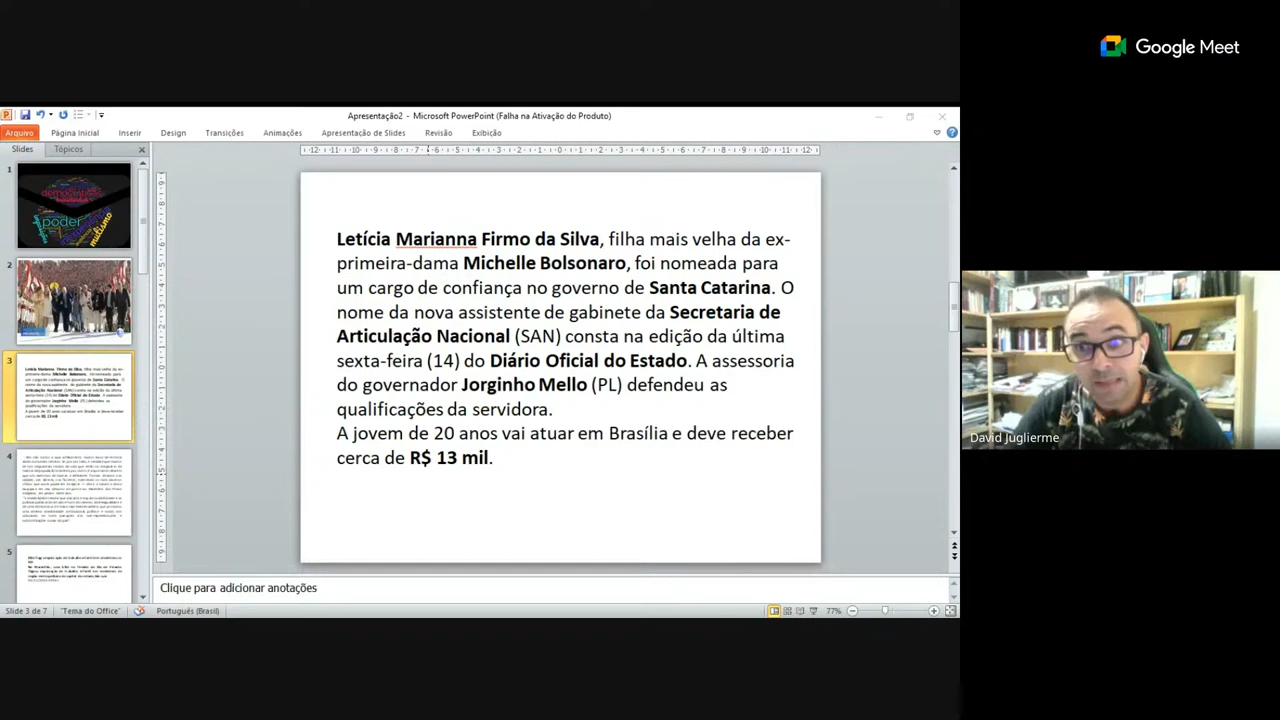 Google Meet
Apresentação2 - Microsoft PowerPoint (Falha na Ativação do Produto)
Arquivo Página Inicial Inserir Design Transições Animações Apresentação de Slides Revisão Exibição
Slides Tópicos
Letícia Marianna Firmo da Silva, filha mais velha da ex-
primeira-dama Michelle Bolsonaro, foi nomeada para
um cargo de confiança no governo de Santa Catarina. O
nome da nova assistente de gabinete da Secretaria de
Articulação Nacional (SAN) consta na edição da última
sexta-feira (14) do Diário Oficial do Estado. A assessoria
do governador Jorginho Mello (PL) defendeu as
qualificações da servidora.
A jovem de 20 anos vai atuar em Brasília e deve receber
cerca de R$ 13 mil.
1
poder
2
3
4
5
David Juglierme
Clique para adicionar anotações
Slide 3 de 7 "Tema do Office" Português (Brasil) 77%